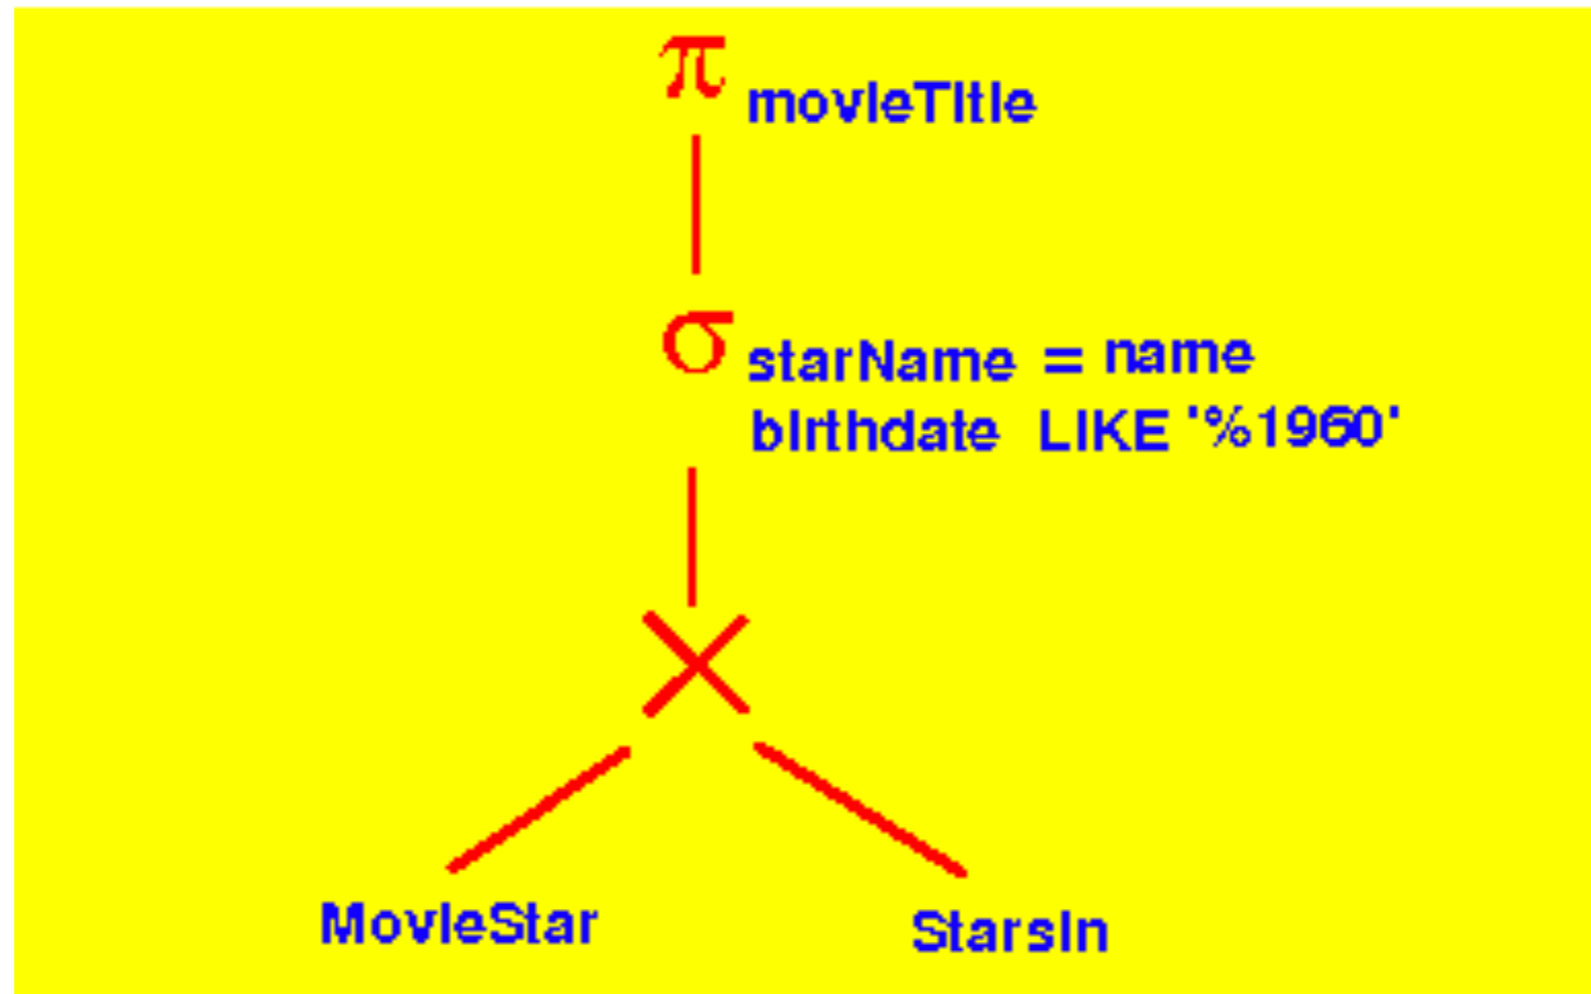 π movieTitle
σ starName = name
birthdate LIKE '%1960'
×
MovieStar StarsIn